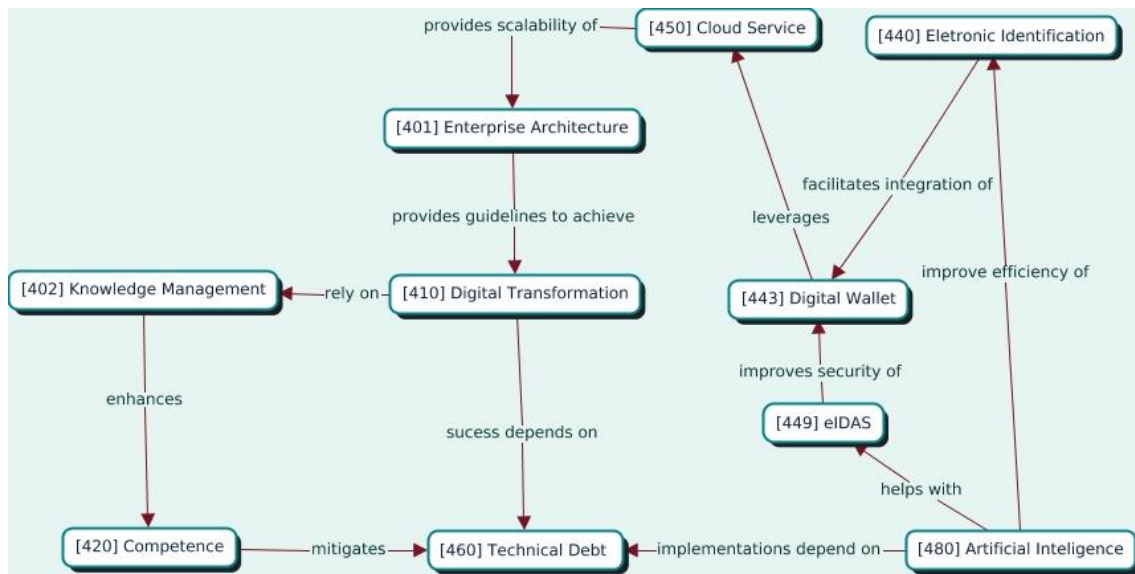 provides scalability of
[450] Cloud Service
[440] Eletronic Identification
[401] Enterprise Architecture
facilitates integration of
provides guidelines to achieve
leverages
improve efficiency of
[402] Knowledge Management
rely on
[410] Digital Transformation
[443] Digital Wallet
improves security of
enhances
[449] eIDAS
sucess depends on
helps with
[420] Competence
mitigates
[460] Technical Debt
implementations depend on
[480] Artificial Inteligence